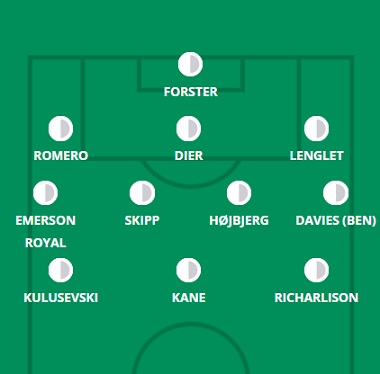 FORSTER
ROMERO DIER LENGLET
EMERSON SKIPP HØJBJERG DAVIES (BEN)
ROYAL
KULUSEVSKI KANE RICHARLISON